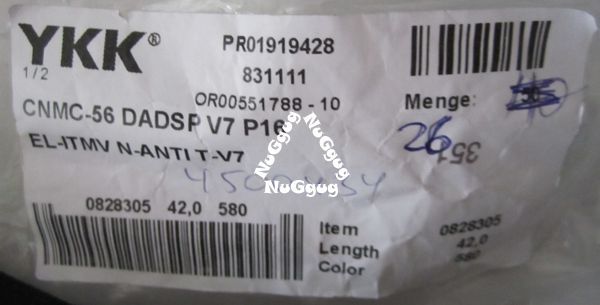 YKK®
1/2
PR01919428
831111
CNMC-56 DADSP V7 P16
OR00551788 - 10
Menge:
EL-ITMV N-ANTI T-V7
26
351
NuGgug
NuGgug
NuGgug
0828305 42,0 580
Item 0828305
Length 42,0
Color 580